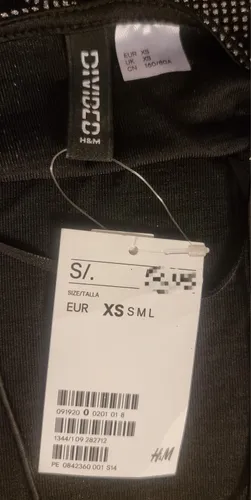 DIVIDED
H&M
EUR XS
UK XS
CN 160/80A
S/.
SIZE/TALLA
EUR XS S M L
091920 0 0201 01 8
1344/109 282712
PE 0842360 001 S14
H&M